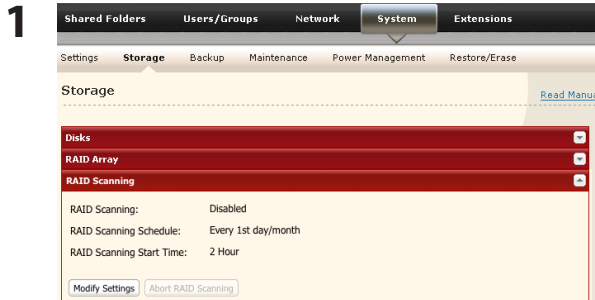 1
Shared Folders Users/Groups Network System Extensions
Settings Storage Backup Maintenance Power Management Restore/Erase
Storage
Read
Disks
RAID Array
RAID Scanning
RAID Scanning: Disabled
RAID Scanning Schedule: Every 1st day/month
RAID Scanning Start Time: 2 Hour
Modify Settings Abort RAID Scanning